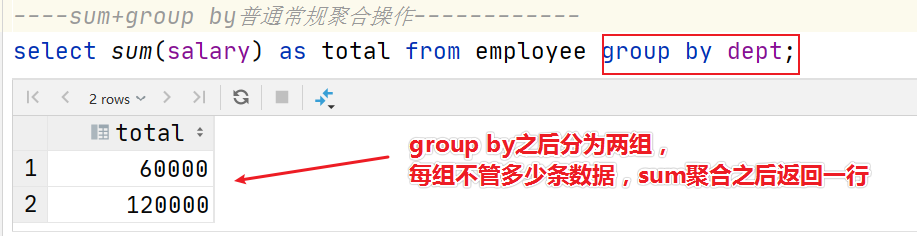 ----sum+group by普通常规聚合操作------------
select sum(salary) as total from employee group by dept;
2 rows
total
1 60000
2 120000
group by之后分为两组，
每组不管多少条数据，sum聚合之后返回一行